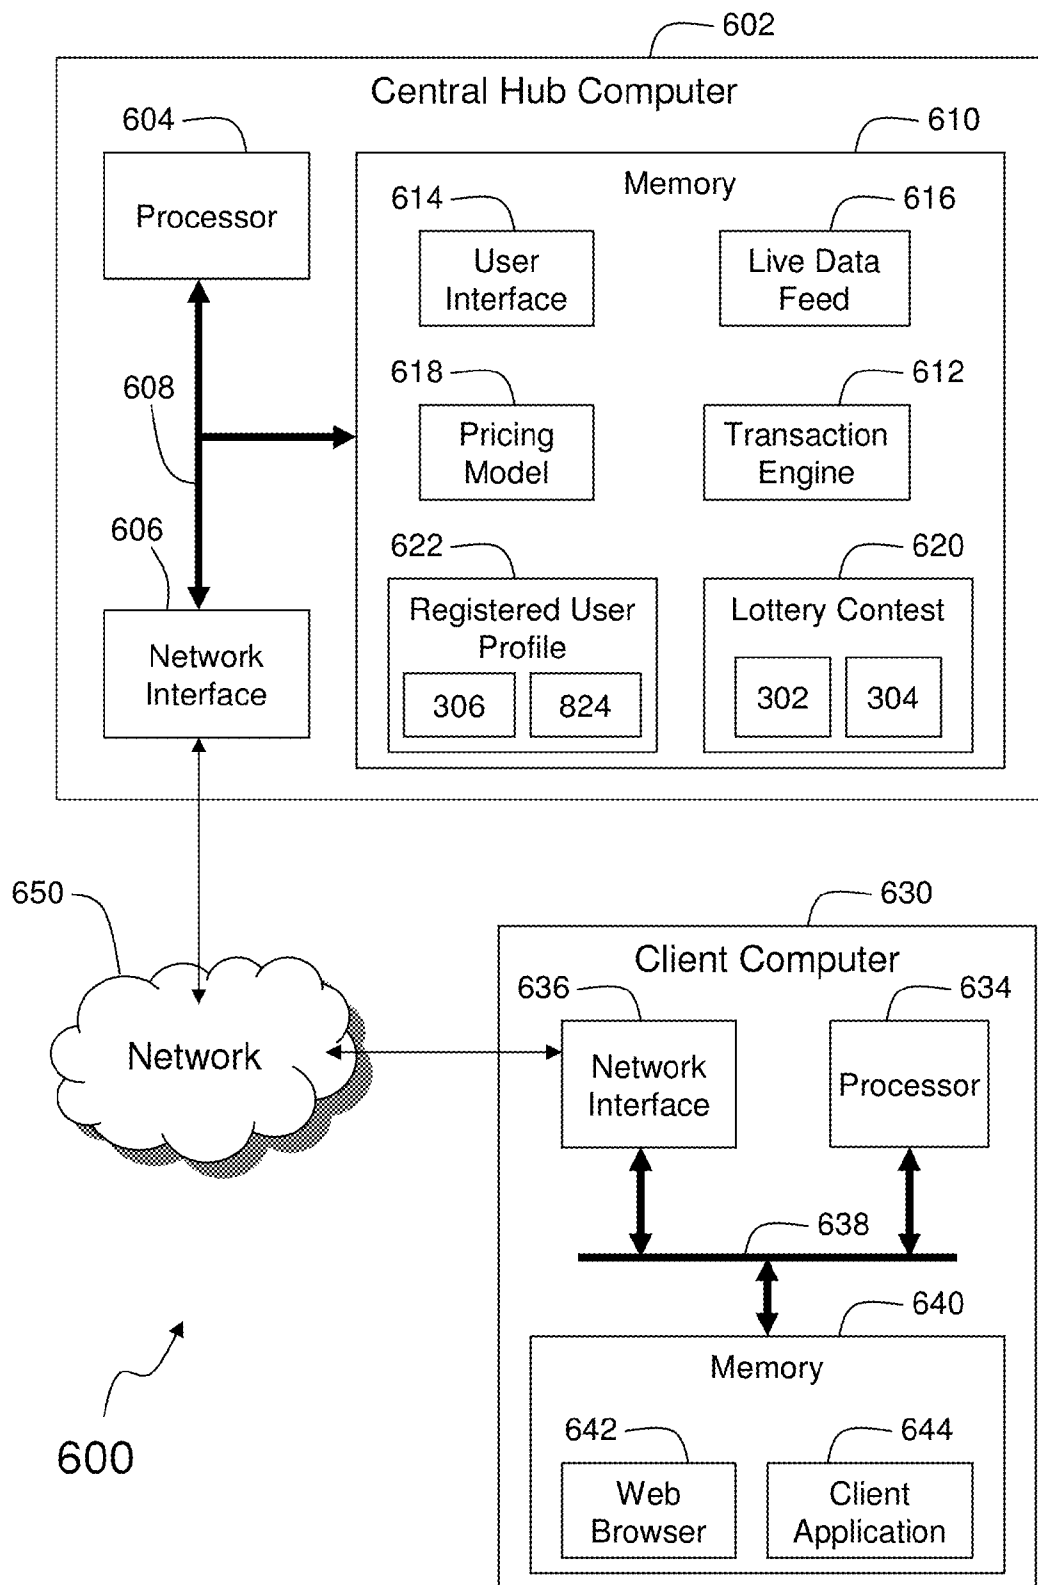 602
Central Hub Computer
604
610
Processor
Memory
614
616
User
Interface
Live Data
Feed
608
618
612
Pricing
Model
Transaction
Engine
606
622
620
Network
Interface
Registered User
Profile
306
824
Lottery Contest
302
304
650
630
Client Computer
636
634
Network
Network
Interface
Processor
638
640
Memory
600
642
644
Web
Browser
Client
Application